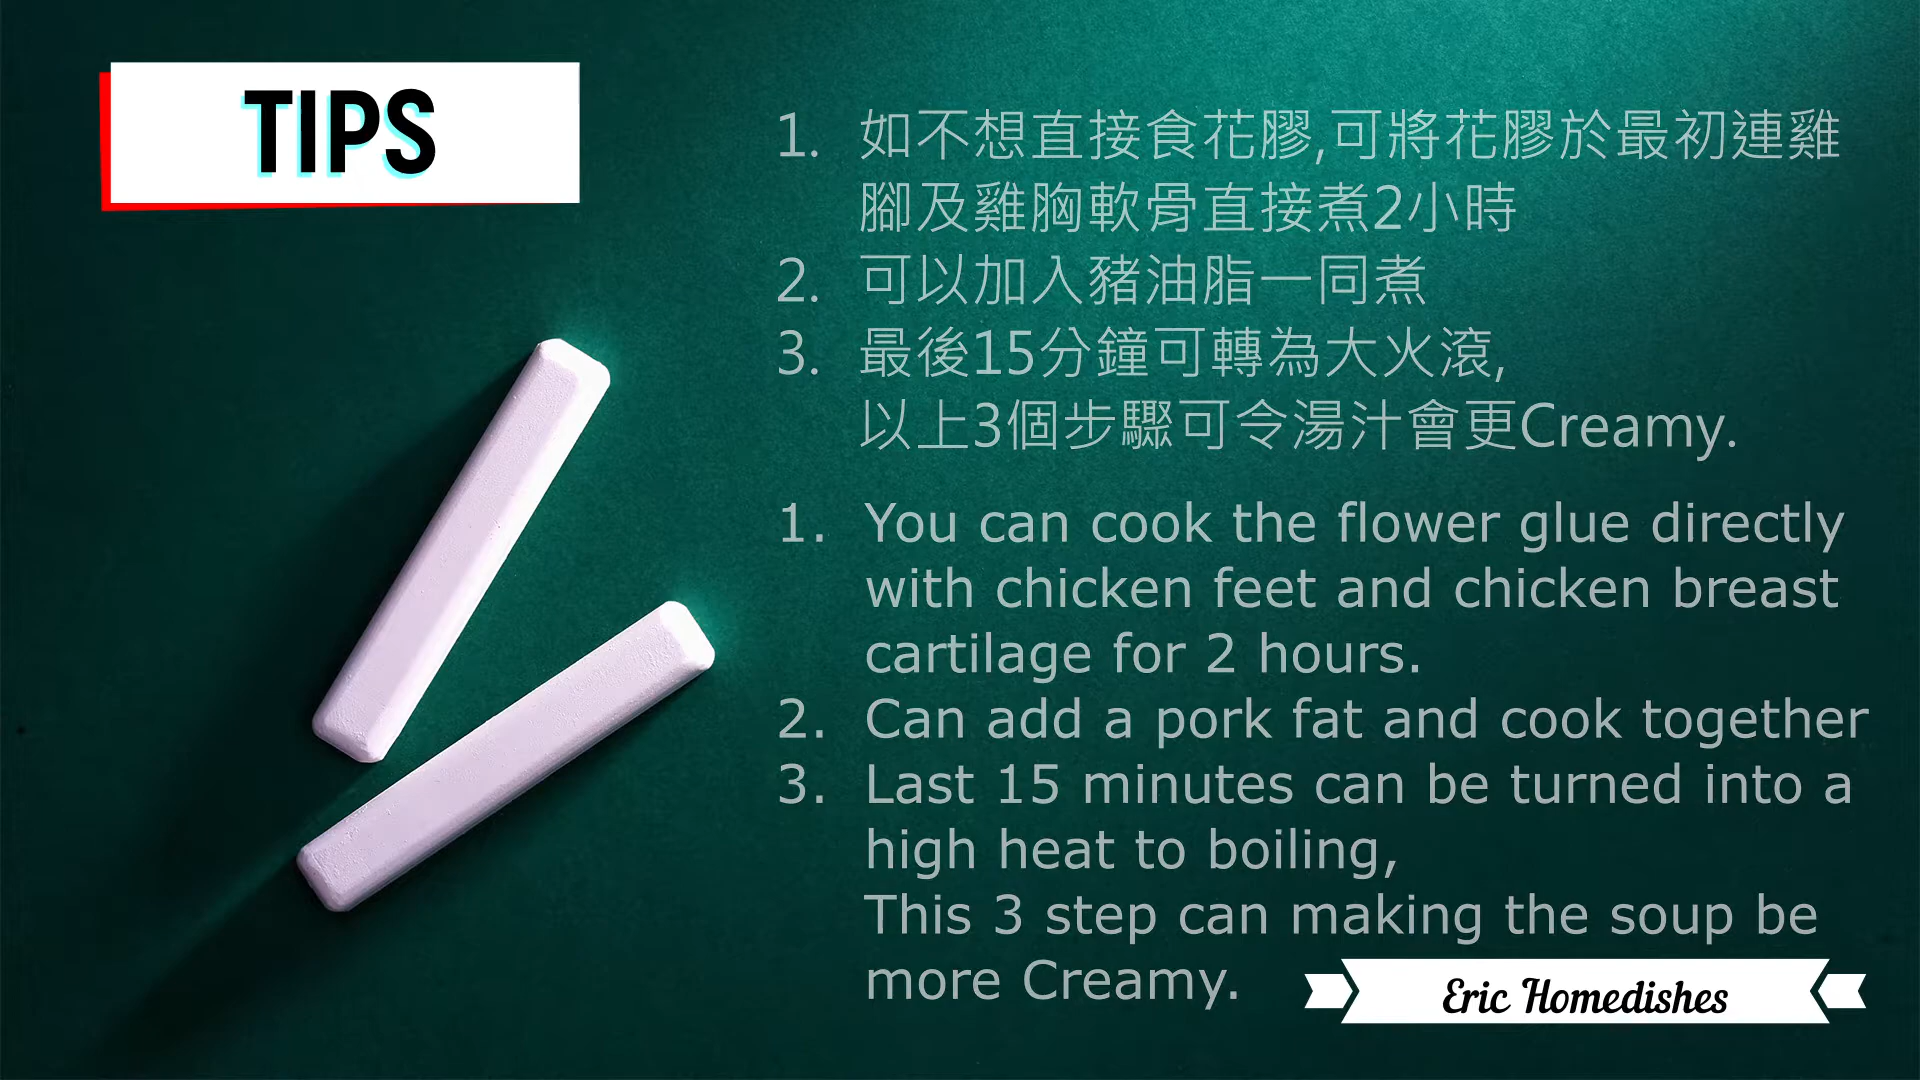 TIPS
1. 如不想直接食花膠,可將花膠於最初連雞
腳及雞胸軟骨直接煮2小時
2. 可以加入豬油脂一同煮
3. 最後15分鐘可轉為大火滾,
以上3個步驟可令湯汁會更Creamy.
1. You can cook the flower glue directly
with chicken feet and chicken breast
cartilage for 2 hours.
2. Can add a pork fat and cook together
3. Last 15 minutes can be turned into a
high heat to boiling,
This 3 step can making the soup be
more Creamy.
Eric Homedishes